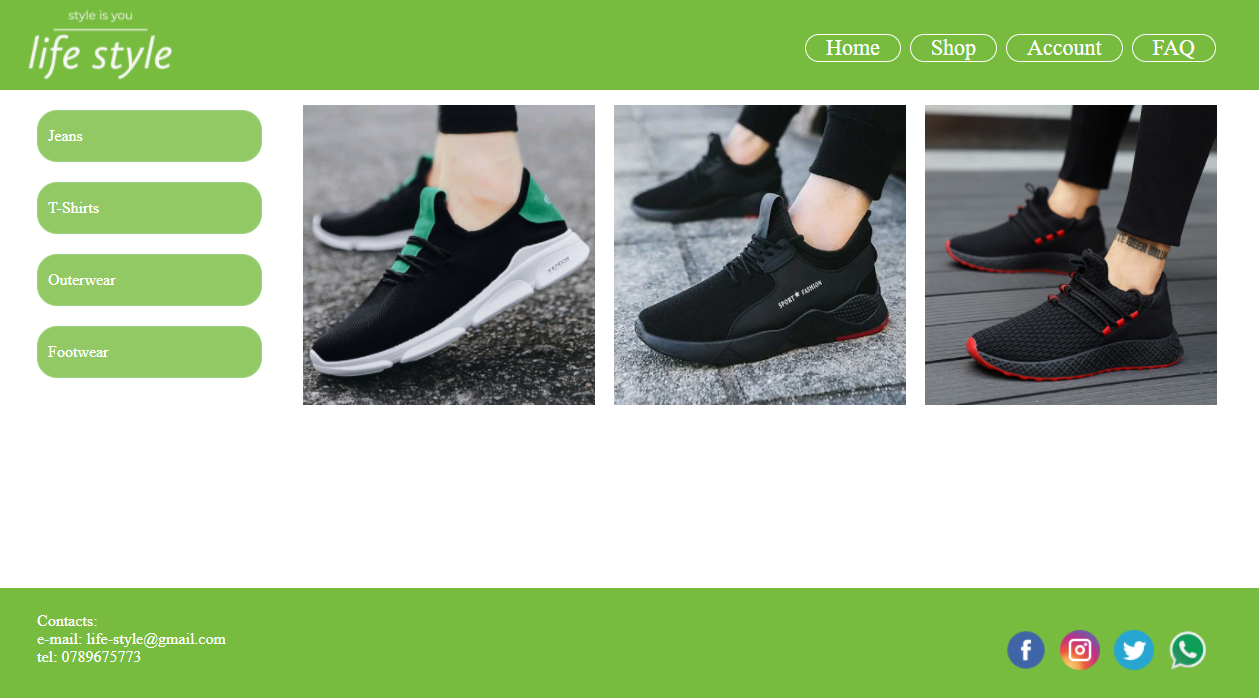 style is you
life style
Home
Shop
Account
FAQ
Jeans
T-Shirts
Outerwear
Footwear
SPORT★FASHION
Contacts:
e-mail: life-style@gmail.com
tel: 0789675773